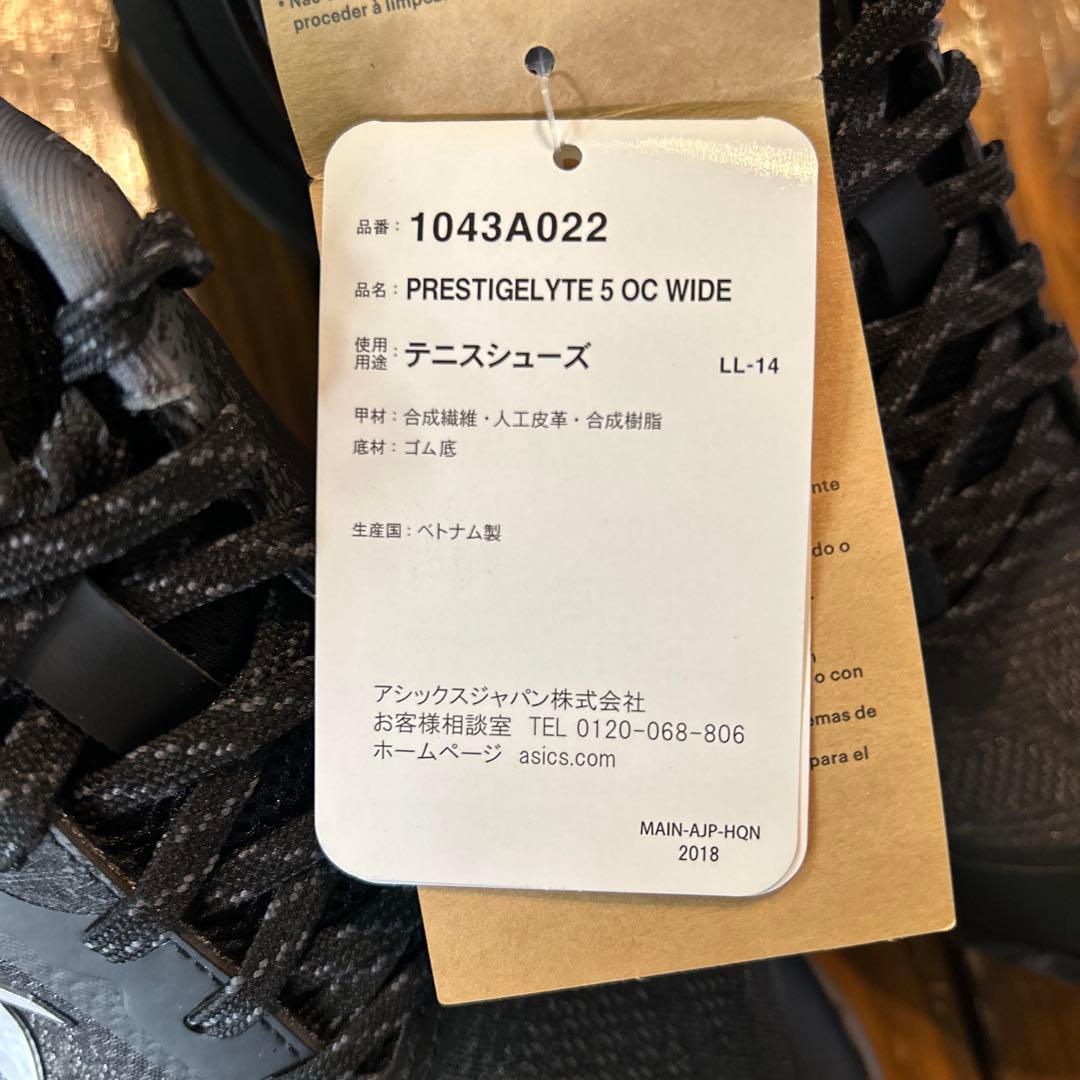 proceder à
品番：1043A022
品名：PRESTIGELYTE 5 OC WIDE
使用用途：テニスシューズ LL-14
甲材：合成繊維・人工皮革・合成樹脂
底材：ゴム底
生産国：ベトナム製
アシックスジャパン株式会社
お客様相談室 TEL 0120-068-806
ホームページ asics.com
MAIN-AJP-HQN
2018
nte
do o
o con
emas de
para el